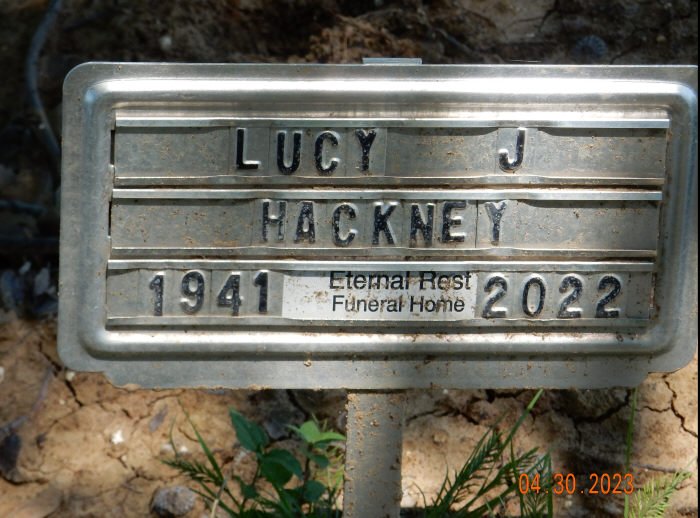 LUCY J
HACKNEY
1941 Eternal Rest Funeral Home 2022
04.30.2023